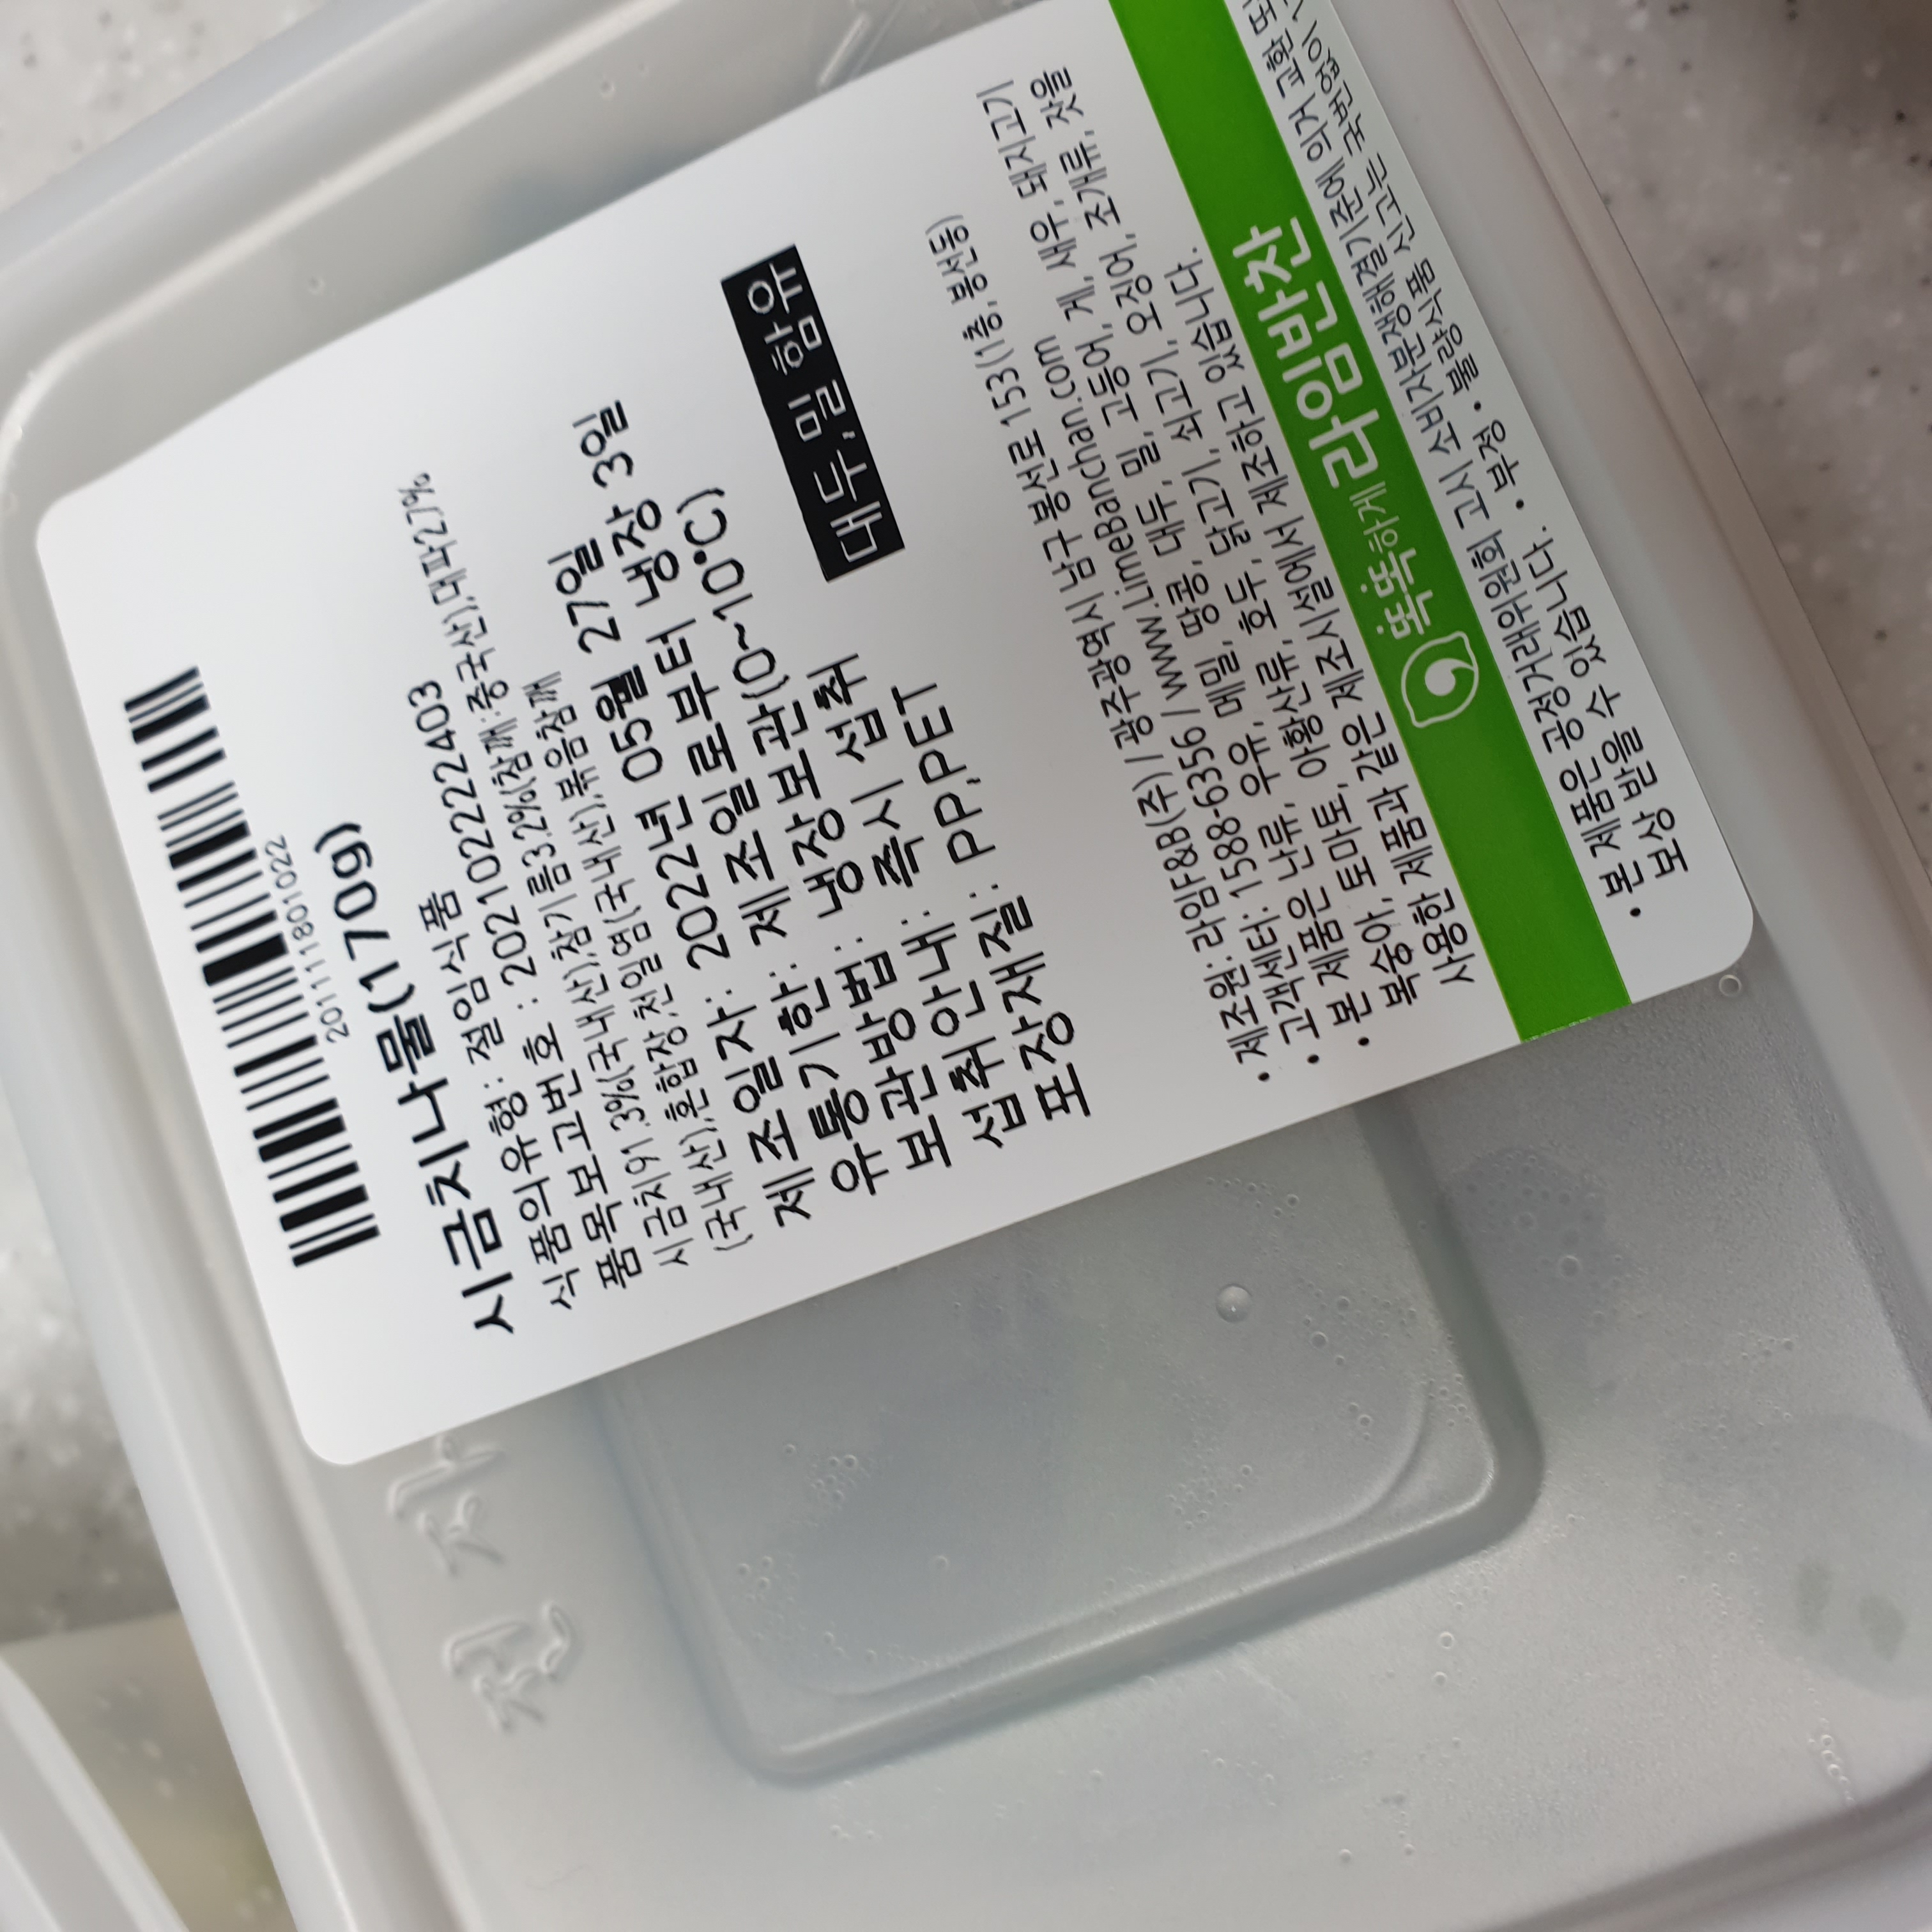 201111801022
시금치나물(170g)
식품의유형: 절임식품
품목보고번호 : 20210222222403
시금치91.3%(국내산),참기름3.2%(참깨:중국산),대파2.7%
(국내산),혼합장,천일염(국내산),볶음참깨
제조일자: 2022년 05월 27일
유통기한: 제조일로부터 냉장 3일
보관방법: 냉장보관(0~10°C)
섭취안내: 즉시 섭취
포장재질: PP,PET
대두,밀 함유
• 제조원: 라임F&B(주) / 광주광역시 남구 봉선로153(1층, 봉선동)
• 고객센터: 1588-6356 / www.LimeBanchan.com
• 본 제품은 난류, 우유, 메밀, 땅콩, 대두, 밀, 고등어, 게, 새우, 돼지고기
• 복숭아, 토마토, 아황산류, 호두, 닭고기, 쇠고기, 오징어, 조개류, 잣을
사용한 제품과 같은 제조시설에서 제조하고 있습니다.
똑똑하게 라임반찬
• 본 제품은 공정거래위원회 고시 소비자분쟁해결기준에 의거 교환 또
보상 받을 수 있습니다. • 부정 • 불량식품 신고는 국번없이 1
전자